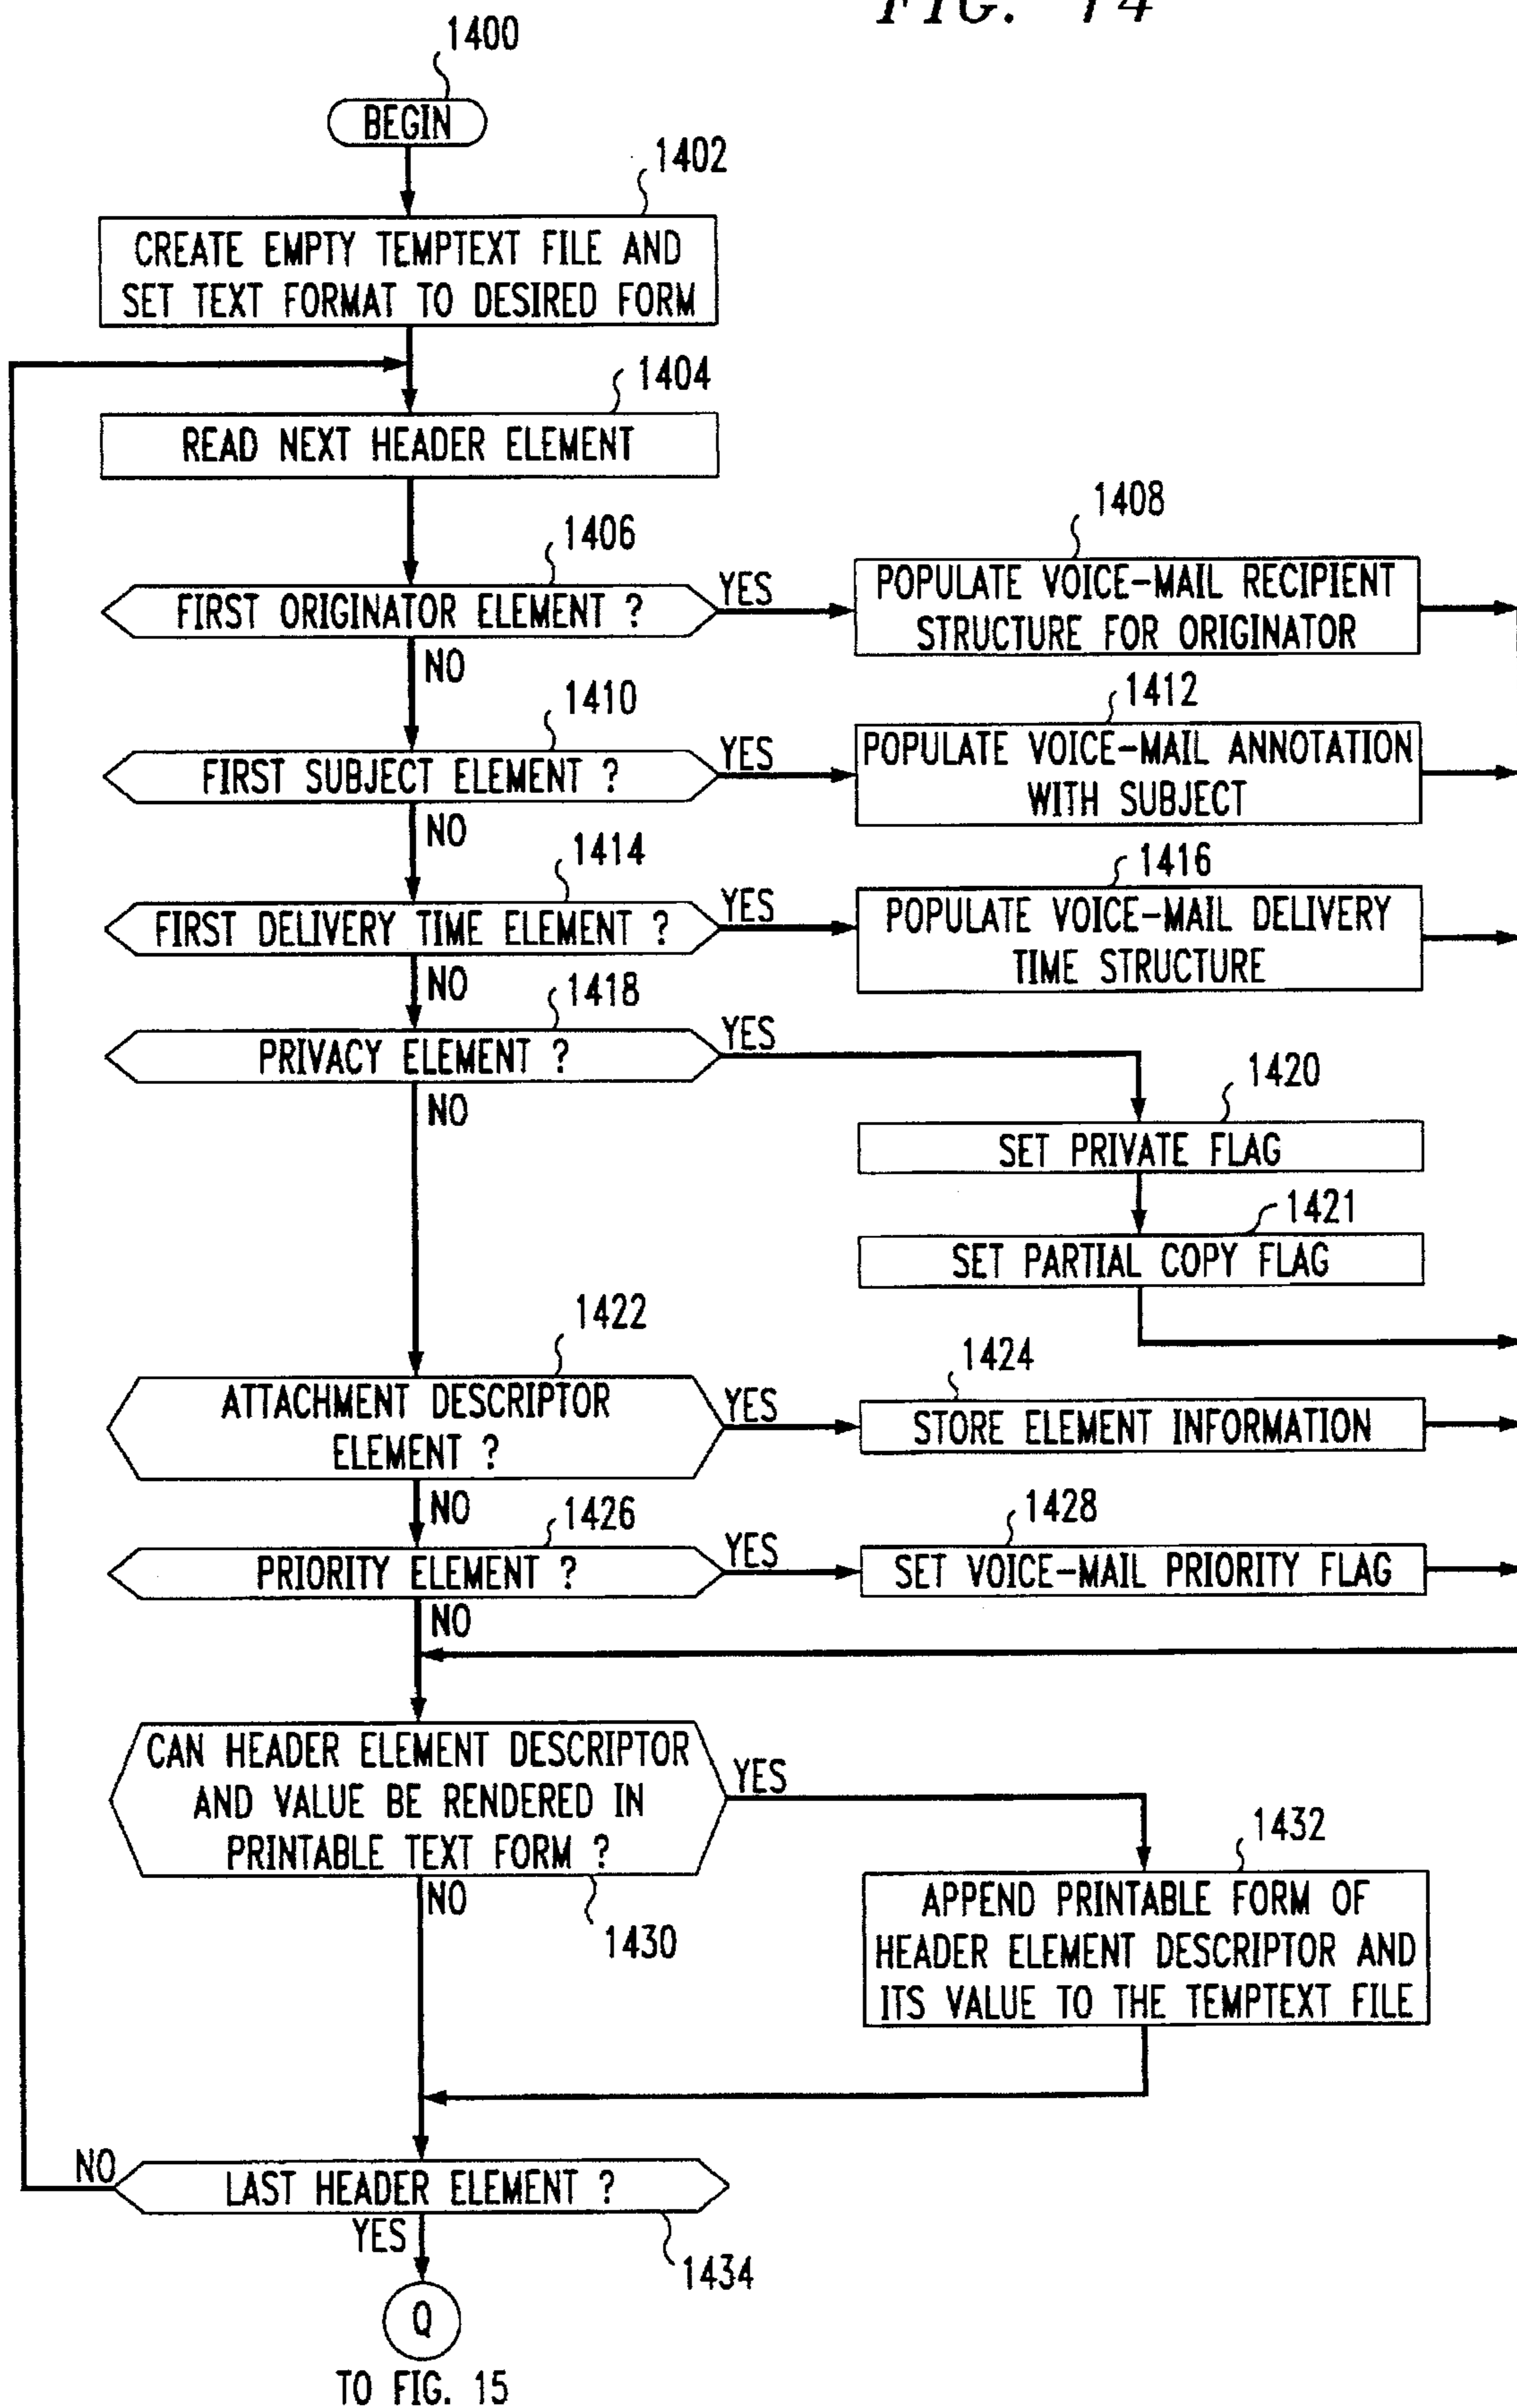 FIG. 14
1400
BEGIN
1402
CREATE EMPTY TEMPTEXT FILE AND
SET TEXT FORMAT TO DESIRED FORM
1404
READ NEXT HEADER ELEMENT
1406
FIRST ORIGINATOR ELEMENT ?
YES
NO
1408
POPULATE VOICE-MAIL RECIPIENT
STRUCTURE FOR ORIGINATOR
1410
FIRST SUBJECT ELEMENT ?
YES
NO
1412
POPULATE VOICE-MAIL ANNOTATION
WITH SUBJECT
1414
FIRST DELIVERY TIME ELEMENT ?
YES
NO
1416
POPULATE VOICE-MAIL DELIVERY
TIME STRUCTURE
1418
PRIVACY ELEMENT ?
YES
NO
1420
SET PRIVATE FLAG
1421
SET PARTIAL COPY FLAG
1422
ATTACHMENT DESCRIPTOR
ELEMENT ?
YES
NO
1424
STORE ELEMENT INFORMATION
1426
PRIORITY ELEMENT ?
YES
NO
1428
SET VOICE-MAIL PRIORITY FLAG
CAN HEADER ELEMENT DESCRIPTOR
AND VALUE BE RENDERED IN
PRINTABLE TEXT FORM ?
YES
NO
1430
1432
APPEND PRINTABLE FORM OF
HEADER ELEMENT DESCRIPTOR AND
ITS VALUE TO THE TEMPTEXT FILE
NO
LAST HEADER ELEMENT ?
YES
1434
Q
TO FIG. 15